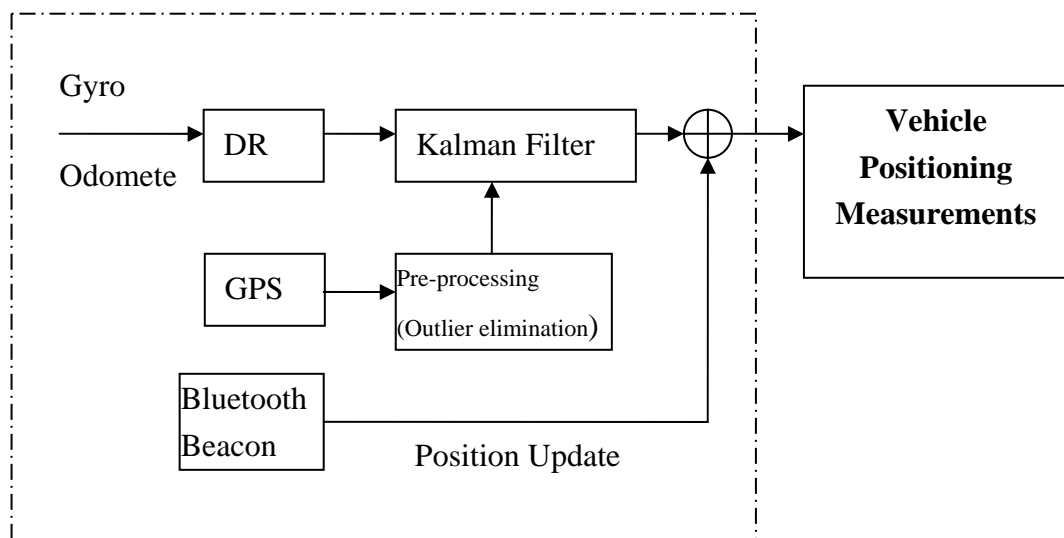 Gyro
Odomete
DR
Kalman Filter
Vehicle
Positioning
Measurements
GPS
Pre-processing
(Outlier elimination)
Bluetooth
Beacon
Position Update